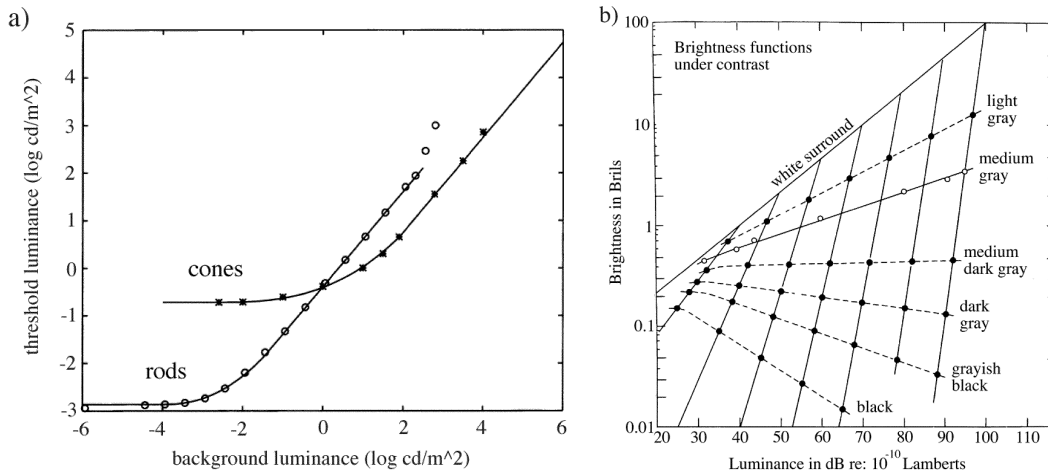 a)
threshold luminance (log cd/m^2)
5
4
3
2
1
0
-1
-2
-3
cones
rods
-6
-4
-2
0
2
4
6
background luminance (log cd/m^2)
b)
Brightness in Brils
100
10
1
0.1
0.01
Brightness functions
under contrast
white surround
light
gray
medium
gray
medium
dark gray
dark
gray
grayish
black
black
20
30
40
50
60
70
80
90
100
110
Luminance in dB re: 10^-10 Lamberts